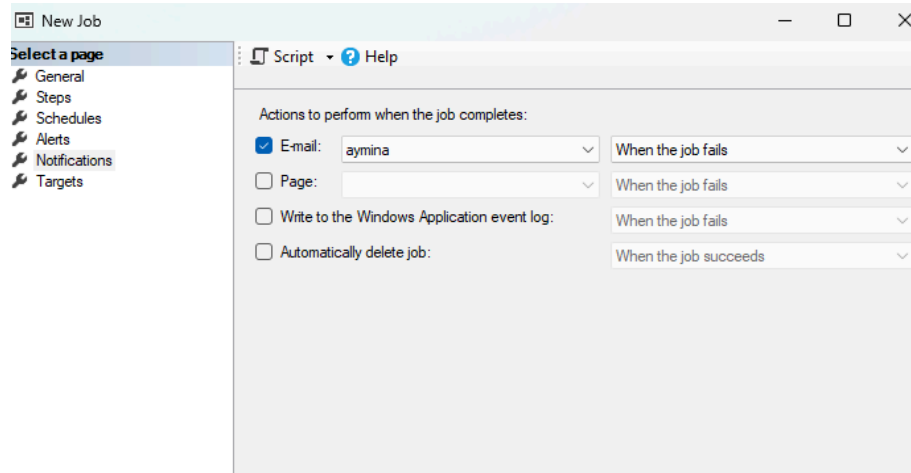 New Job
Select a page
General
Steps
Schedules
Alerts
Notifications
Targets
Script Help
Actions to perform when the job completes:
E-mail: aymina When the job fails
Page: When the job fails
Write to the Windows Application event log: When the job fails
Automatically delete job: When the job succeeds